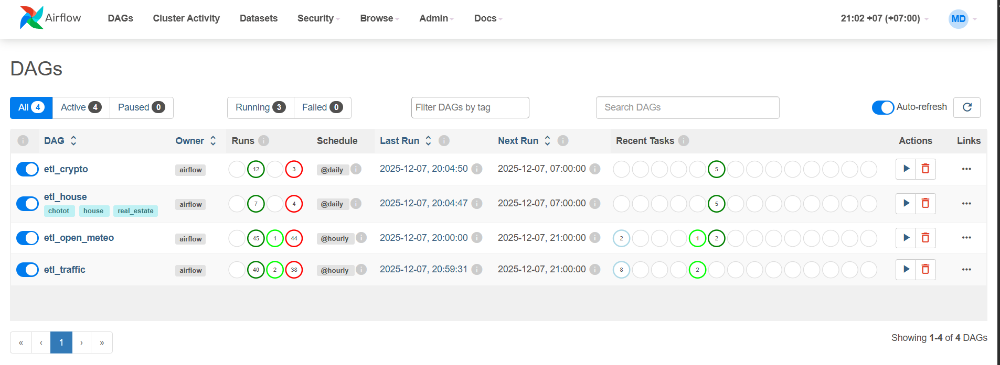 Airflow DAGs Cluster Activity Datasets Security Browse Admin Docs 21:02 +07 (+07:00) MD
DAGs
All 4 Active 4 Paused 0 Running 3 Failed 0 Filter DAGs by tag Search DAGs Auto-refresh
DAG Owner Runs Schedule Last Run Next Run Recent Tasks Actions Links
etl_crypto airflow 12 3 @daily 2025-12-07, 20:04:50 2025-12-07, 07:00:00 5
etl_house airflow 7 4 @daily 2025-12-07, 20:04:47 2025-12-07, 07:00:00 5
chotot house real_estate
etl_open_meteo airflow 45 1 44 @hourly 2025-12-07, 20:00:00 2025-12-07, 21:00:00 2 1 2
etl_traffic airflow 40 2 38 @hourly 2025-12-07, 20:59:31 2025-12-07, 21:00:00 8 2
« ‹ 1 › » Showing 1-4 of 4 DAGs